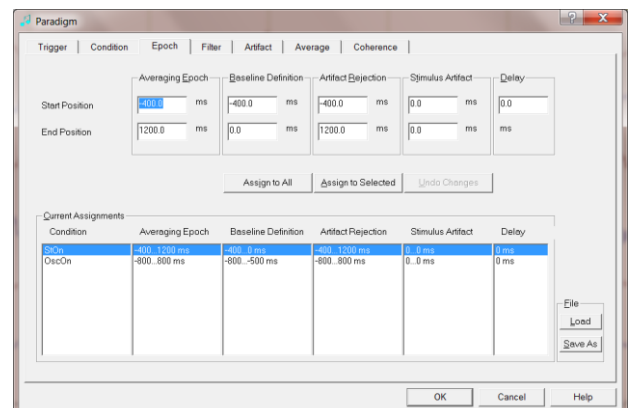 Paradigm
Trigger Condition Epoch Filter Artifact Average Coherence
Averaging Epoch Baseline Definition Artifact Rejection Stimulus Artifact Delay
Start Position -400.0 ms -400.0 ms -400.0 ms 0.0 ms 0.0
End Position 1200.0 ms 0.0 ms 1200.0 ms 0.0 ms ms
Assign to All Assign to Selected Undo Changes
Current Assignments
Condition Averaging Epoch Baseline Definition Artifact Rejection Stimulus Artifact Delay
StOn -400...1200 ms -400...0 ms -400...1200 ms 0...0 ms 0 ms
OscOn -800...800 ms -800...-500 ms -800...800 ms 0...0 ms 0 ms
File
Load
Save As
OK Cancel Help